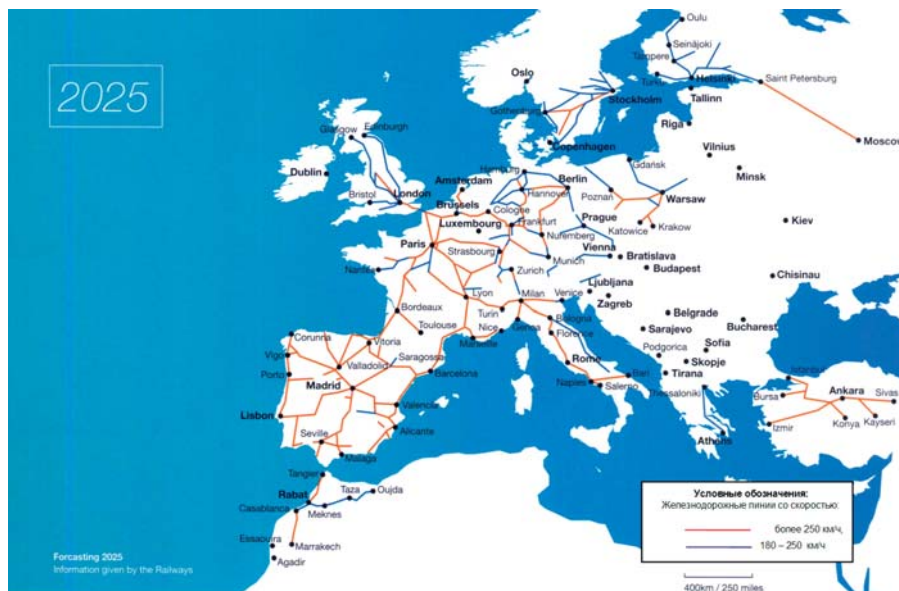 2025
Oulu
Seinäjoki
Tappere
Turku
Helsinki
Saint Petersburg
Oslo
Stockholm
Tallinn
Gothenburg
Riga
Moscow
Copenhagen
Vilnius
Glasgow
Edinburgh
Gdańsk
Minsk
Dublin
Hamburg
Berlin
Amsterdam
Hannover
Poznan
Warsaw
Bristol
London
Brussels
Cologne
Prague
Katowice
Krakow
Kiev
Luxembourg
Frankfurt
Nuremberg
Paris
Strasbourg
Vienna
Bratislava
Munich
Budapest
Nantes
Zurich
Chisinau
Ljubljana
Lyon
Milan
Venice
Zagreb
Bordeaux
Turin
Belgrade
Toulouse
Nice
Genoa
Bologna
Bucharest
Corunna
Vitoria
Marseille
Florence
Sarajevo
Sofia
Vigo
Saragossa
Podgorica
Skopje
Porto
Valladolid
Barcelona
Rome
Bari
Tirana
Istanbul
Madrid
Naples
Salerno
Thessaloniki
Bursa
Ankara
Sivas
Lisbon
Valencia
Izmir
Konya
Kayseri
Seville
Alicante
Athens
Malaga
Tangier
Rabat
Taza
Oujda
Casablanca
Meknes
Essaouira
Marrakech
Agadir
Условные обозначения:
Железнодорожные линии со скоростью:
более 250 км/ч,
180 – 250 км/ч
Forcasting 2025
Information given by the Railways
400km / 250 miles